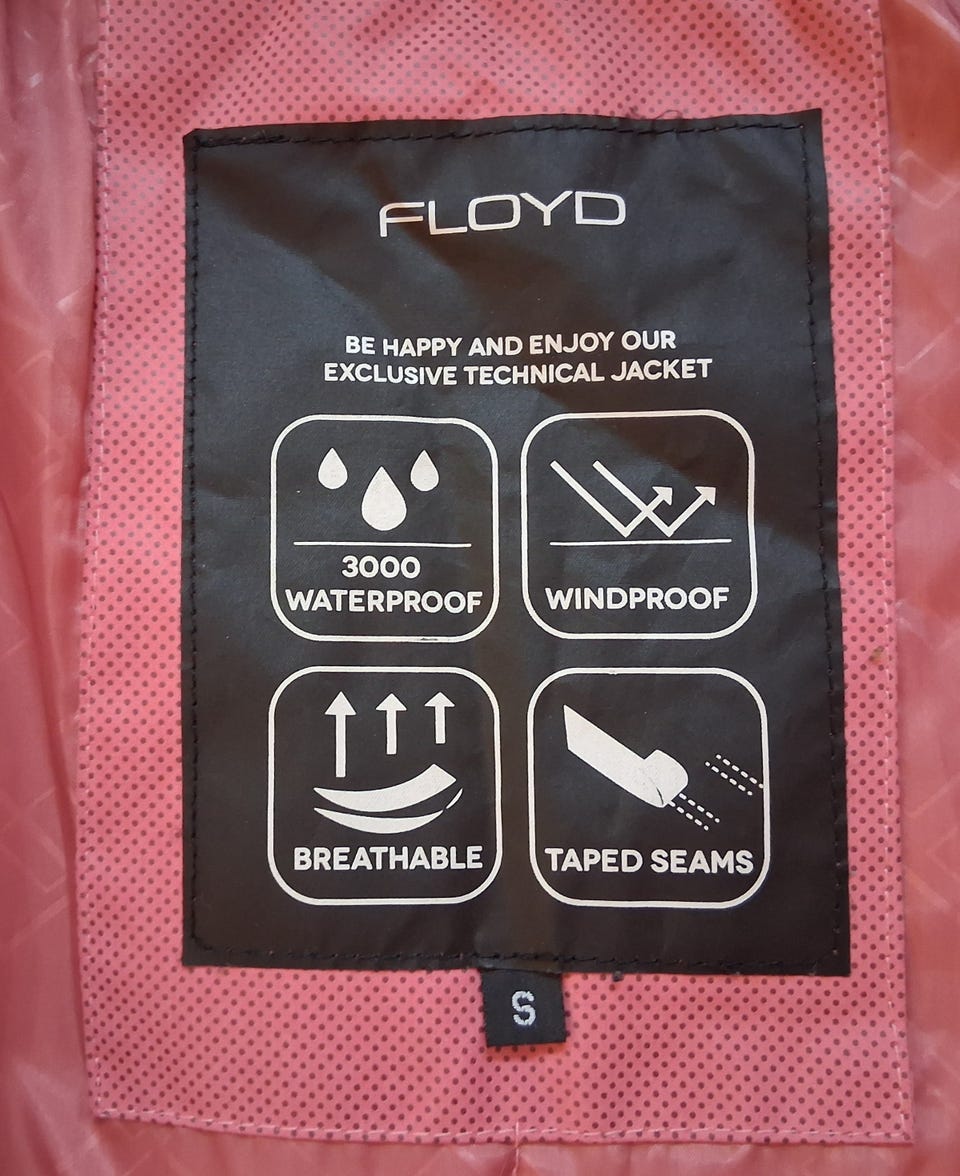 FLOYD
BE HAPPY AND ENJOY OUR
EXCLUSIVE TECHNICAL JACKET
3000
WATERPROOF
WINDPROOF
BREATHABLE
TAPED SEAMS
S